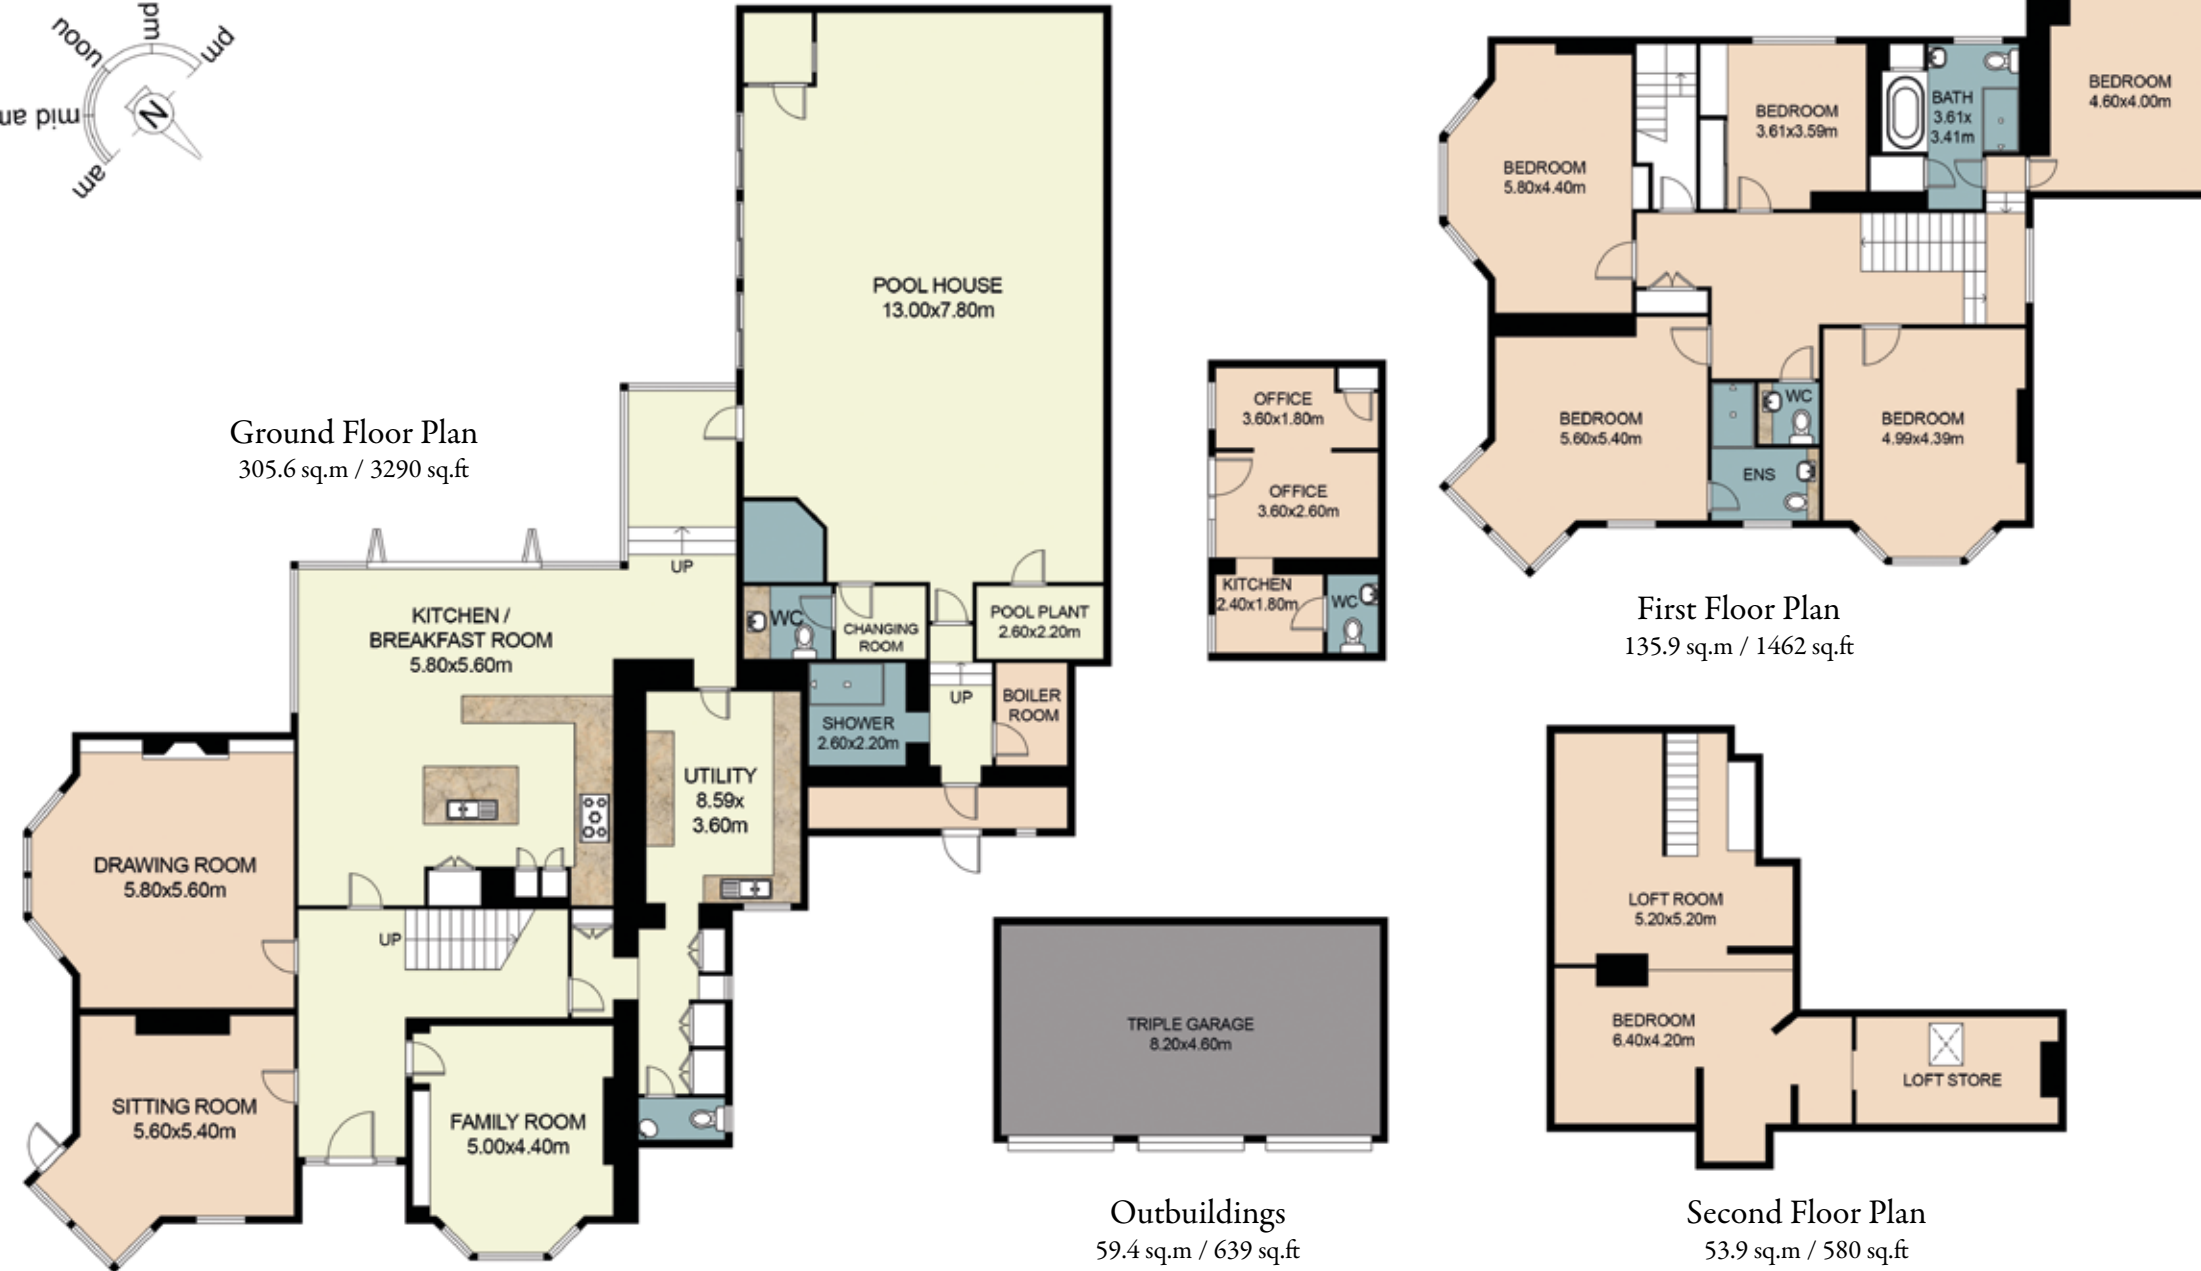 noon
pm
pm
mid am
am
N
Ground Floor Plan
305.6 sq.m / 3290 sq.ft
POOL HOUSE
13.00x7.80m
UP
KITCHEN /
BREAKFAST ROOM
5.80x5.60m
WC
CHANGING
ROOM
POOL PLANT
2.60x2.20m
SHOWER
2.60x2.20m
UP
BOILER
ROOM
UTILITY
8.59x
3.60m
DRAWING ROOM
5.80x5.60m
UP
SITTING ROOM
5.60x5.40m
FAMILY ROOM
5.00x4.40m
OFFICE
3.60x1.80m
OFFICE
3.60x2.60m
KITCHEN
2.40x1.80m
WC
TRIPLE GARAGE
8.20x4.60m
Outbuildings
59.4 sq.m / 639 sq.ft
BEDROOM
5.80x4.40m
BEDROOM
3.61x3.59m
BATH
3.61x
3.41m
BEDROOM
4.60x4.00m
BEDROOM
5.60x5.40m
WC
ENS
BEDROOM
4.99x4.39m
First Floor Plan
135.9 sq.m / 1462 sq.ft
LOFT ROOM
5.20x5.20m
BEDROOM
6.40x4.20m
LOFT STORE
Second Floor Plan
53.9 sq.m / 580 sq.ft